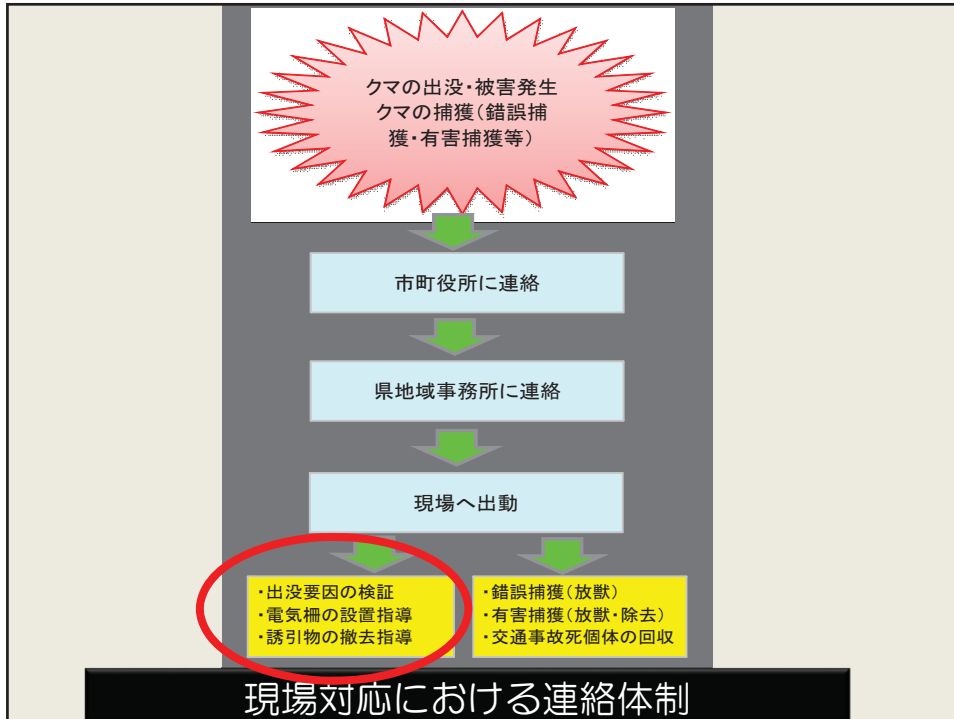 クマの出没・被害発生
クマの捕獲(錯誤捕
獲・有害捕獲等)
市町役所に連絡
県地域事務所に連絡
現場へ出動
・出没要因の検証
・電気柵の設置指導
・誘引物の撤去指導
・錯誤捕獲(放獣)
・有害捕獲(放獣・除去)
・交通事故死個体の回収
現場対応における連絡体制